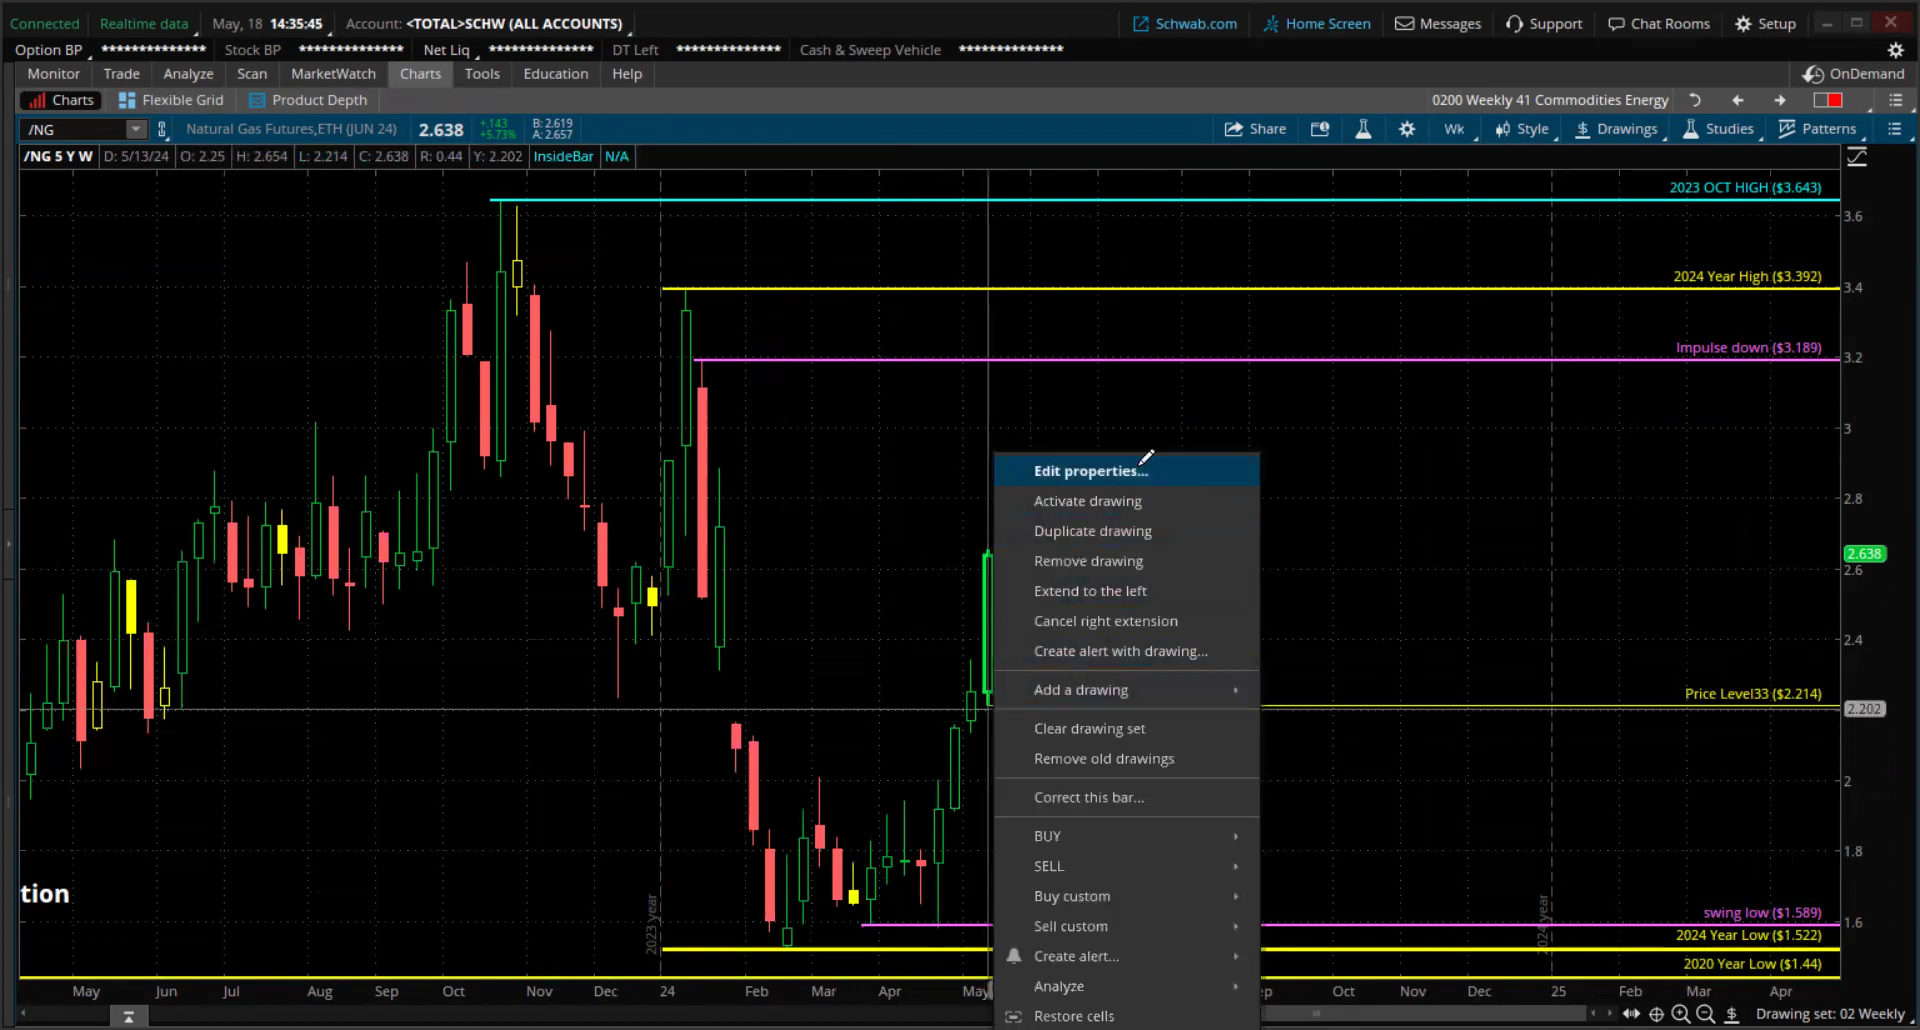 Connected Realtime data May, 18 14:35:45 Account: <TOTAL>SCHW (ALL ACCOUNTS) Schwab.com Home Screen Messages Support Chat Rooms Setup
Option BP ************** Stock BP ************** Net Liq ************** DT Left ************** Cash & Sweep Vehicle **************
Monitor Trade Analyze Scan MarketWatch Charts Tools Education Help OnDemand
Charts Flexible Grid Product Depth 0200 Weekly 41 Commodities Energy
/NG Natural Gas Futures,ETH (JUN 24) 2.638 +.143 +5.73% B: 2.619 A: 2.657 Share Wk Style Drawings Studies Patterns
/NG 5 Y W D: 5/13/24 O: 2.25 H: 2.654 L: 2.214 C: 2.638 R: 0.44 Y: 2.202 InsideBar N/A
2023 OCT HIGH ($3.643)
3.6
2024 Year High ($3.392)
3.4
Impulse down ($3.189)
3.2
3
Edit properties...
Activate drawing
2.8
Duplicate drawing
2.638
Remove drawing
2.6
Extend to the left
Cancel right extension
2.4
Create alert with drawing...
Add a drawing
Price Level33 ($2.214)
2.202
Clear drawing set
Remove old drawings
2
Correct this bar...
BUY
1.8
SELL
tion
Buy custom
swing low ($1.589)
1.6
Sell custom
2023 year
2024 year
2024 Year Low ($1.522)
Create alert...
2020 Year Low ($1.44)
Analyze
May Jun Jul Aug Sep Oct Nov Dec 24 Feb Mar Apr May ep Oct Nov Dec 25 Feb Mar Apr
Restore cells
Drawing set: 02 Weekly